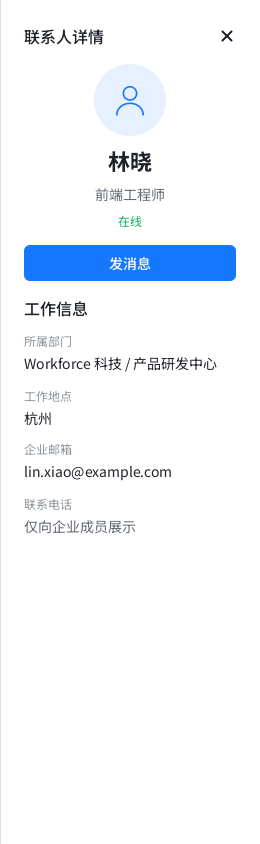 联系人详情
林晓
前端工程师
在线
发消息
工作信息
所属部门
Workforce 科技 / 产品研发中心
工作地点
杭州
企业邮箱
lin.xiao@example.com
联系电话
仅向企业成员展示